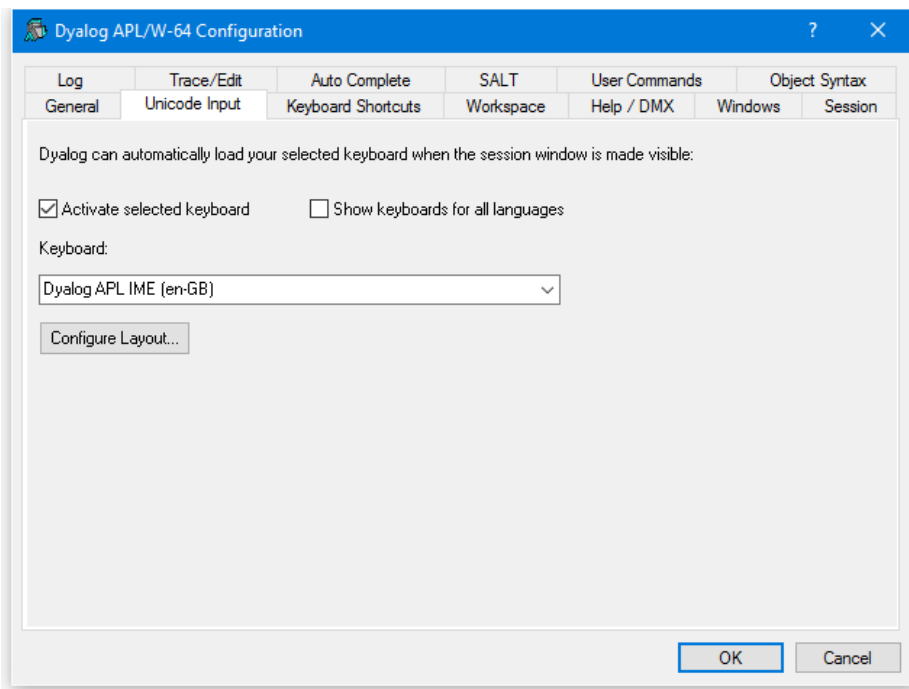 Dyalog APL/W-64 Configuration ? ✕
Log Trace/Edit Auto Complete SALT User Commands Object Syntax
General Unicode Input Keyboard Shortcuts Workspace Help / DMX Windows Session
Dyalog can automatically load your selected keyboard when the session window is made visible:
Activate selected keyboard Show keyboards for all languages
Keyboard:
Dyalog APL IME (en-GB)
Configure Layout...
OK Cancel